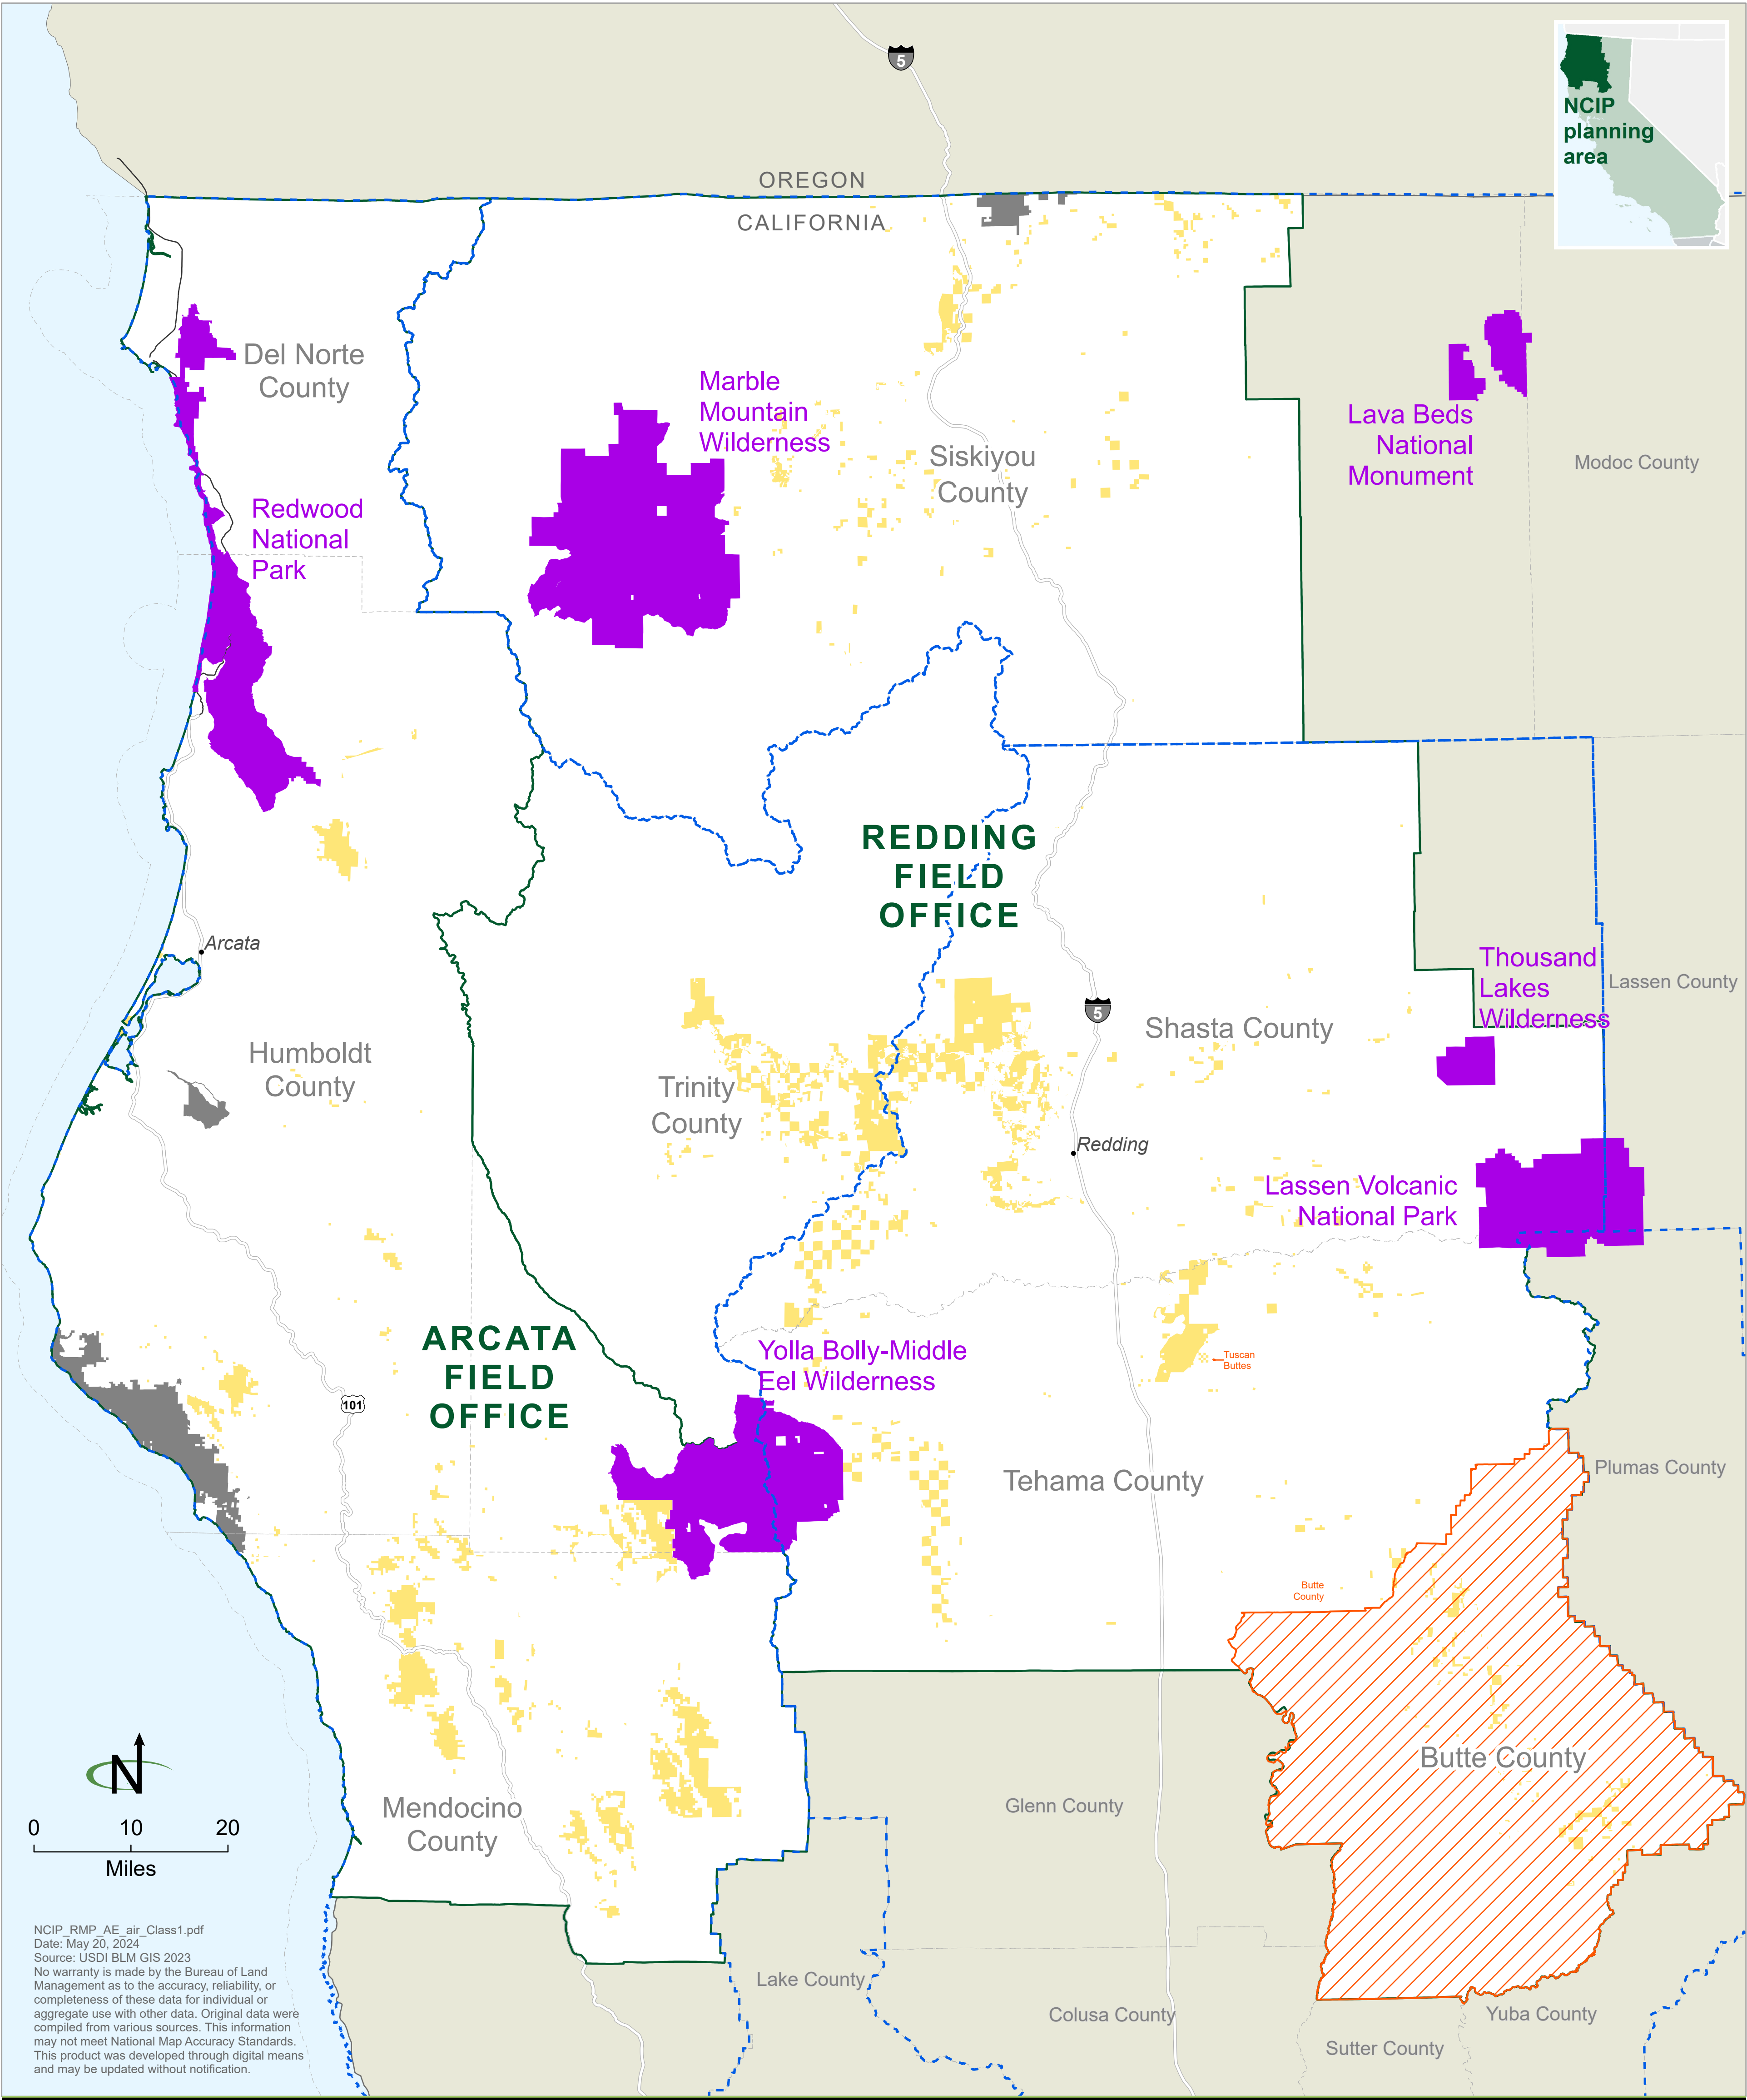 5
NCIP
planning
area
OREGON
CALIFORNIA
Del Norte
County
Marble
Mountain
Wilderness
Siskiyou
County
Lava Beds
National
Monument
Modoc County
Redwood
National
Park
REDDING
FIELD
OFFICE
Arcata
Thousand
Lakes
Wilderness
Lassen County
5
Shasta County
Humboldt
County
Trinity
County
Redding
Lassen Volcanic
National Park
ARCATA
FIELD
OFFICE
Yolla Bolly-Middle
Eel Wilderness
Tuscan
Buttes
101
Tehama County
Plumas County
Butte
County
Butte County
N
Mendocino
County
Glenn County
0 10 20
Miles
NCIP_RMP_AE_air_Class1.pdf
Date: May 20, 2024
Source: USDI BLM GIS 2023
No warranty is made by the Bureau of Land
Management as to the accuracy, reliability, or
completeness of these data for individual or
aggregate use with other data. Original data were
compiled from various sources. This information
may not meet National Map Accuracy Standards.
This product was developed through digital means
and may be updated without notification.
Lake County
Colusa County
Yuba County
Sutter County